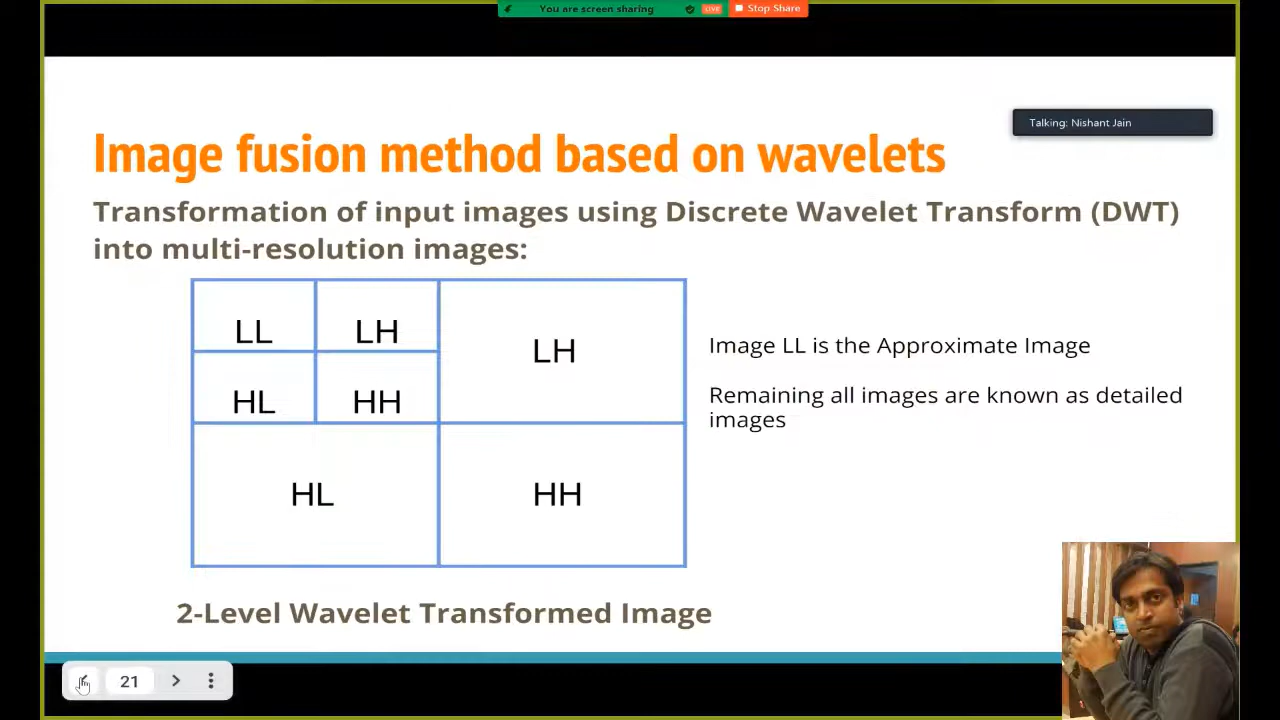 You are screen sharing
LIVE
Stop Share
Talking: Nishant Jain
Image fusion method based on wavelets
Transformation of input images using Discrete Wavelet Transform (DWT)
into multi-resolution images:
LL
LH
LH
HL
HH
HL
HH
Image LL is the Approximate Image
Remaining all images are known as detailed
images
2-Level Wavelet Transformed Image
21